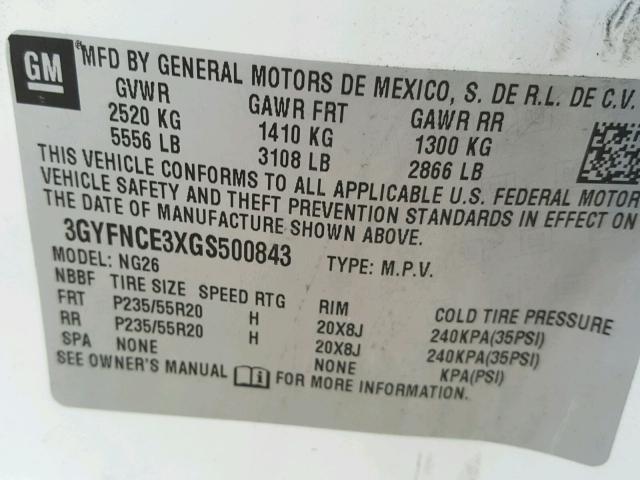 GM
® MFD BY GENERAL MOTORS DE MEXICO, S. DE R.L. DE C.V.
GVWR GAWR FRT GAWR RR
2520 KG 1410 KG 1300 KG
5556 LB 3108 LB 2866 LB
THIS VEHICLE CONFORMS TO ALL APPLICABLE U.S. FEDERAL MOTOR
VEHICLE SAFETY AND THEFT PREVENTION STANDARDS IN EFFECT ON
THE DATE OF MANUFACTURE SHOWN ABOVE.
3GYFNCE3XGS500843 TYPE: M.P.V.
MODEL: NG26
NBBF TIRE SIZE SPEED RTG RIM COLD TIRE PRESSURE
FRT P235/55R20 H 20X8J 240KPA(35PSI)
RR P235/55R20 H 20X8J 240KPA(35PSI)
SPA NONE NONE KPA(PSI)
SEE OWNER'S MANUAL i FOR MORE INFORMATION.